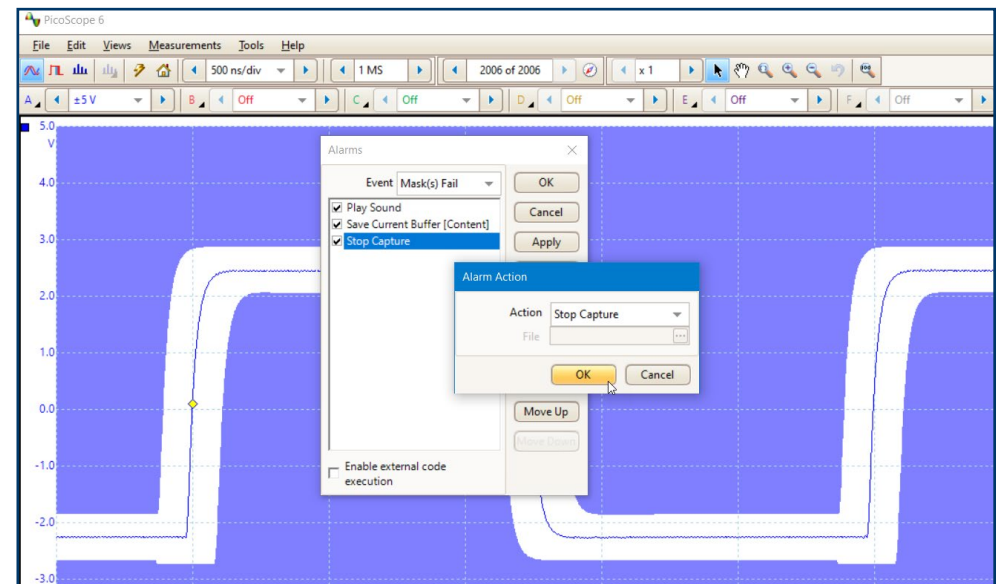 PicoScope 6
File Edit Views Measurements Tools Help
500 ns/div 1 MS 2006 of 2006 x 1
A ±5 V B Off C Off D Off E Off F Off
5.0
V
4.0
3.0
2.0
1.0
0.0
-1.0
-2.0
-3.0
Alarms
Event Mask(s) Fail OK
Play Sound
Cancel
Save Current Buffer [Content]
Stop Capture Apply
Alarm Action
Action Stop Capture
File
OK Cancel
Move Up
Move Down
Enable external code
execution